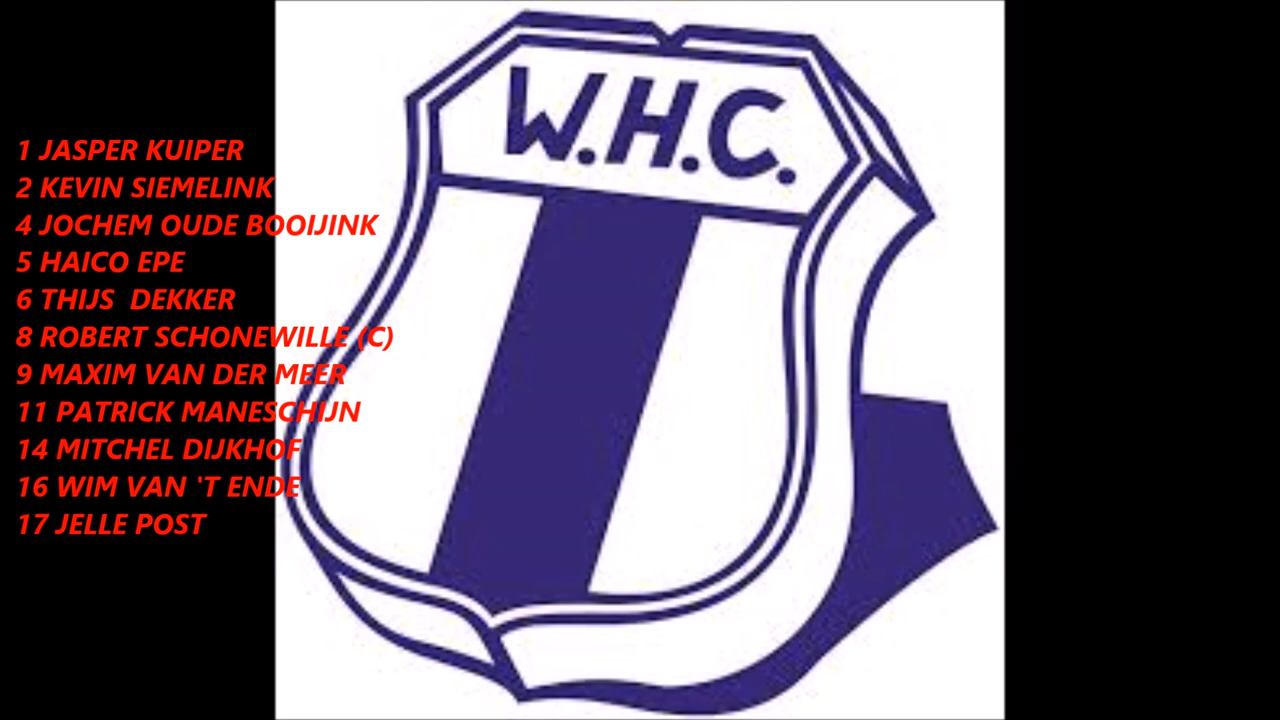 W.H.C.
1 JASPER KUIPER
2 KEVIN SIEMELINK
4 JOCHEM OUDE BOOIJINK
5 HAICO EPE
6 THIJS  DEKKER
8 ROBERT SCHONEWILLE (C)
9 MAXIM VAN DER MEER
11 PATRICK MANESCHIJN
14 MITCHEL DIJKHOF
16 WIM VAN 'T ENDE
17 JELLE POST